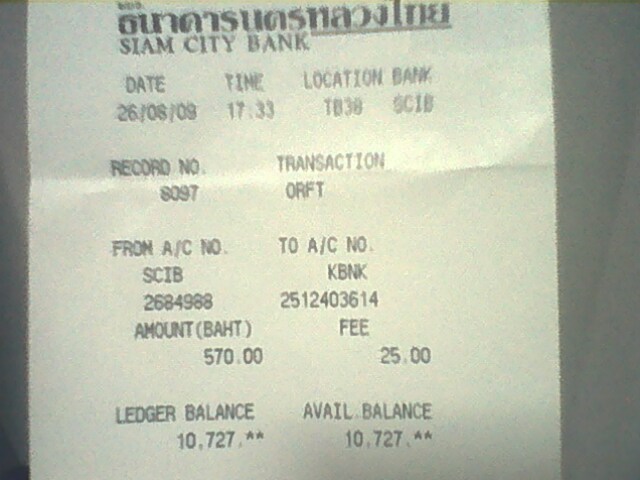 ธนาคารนครหลวงไทย
SIAM CITY BANK
DATE TIME LOCATION BANK
26/08/09 17:33 TB38 SCIB
RECORD NO. TRANSACTION
8097 ORFT
FROM A/C NO. TO A/C NO.
SCIB KBNK
2684988 2512403614
AMOUNT(BAHT) FEE
570.00 25.00
LEDGER BALANCE AVAIL.BALANCE
10,727.** 10,727.**